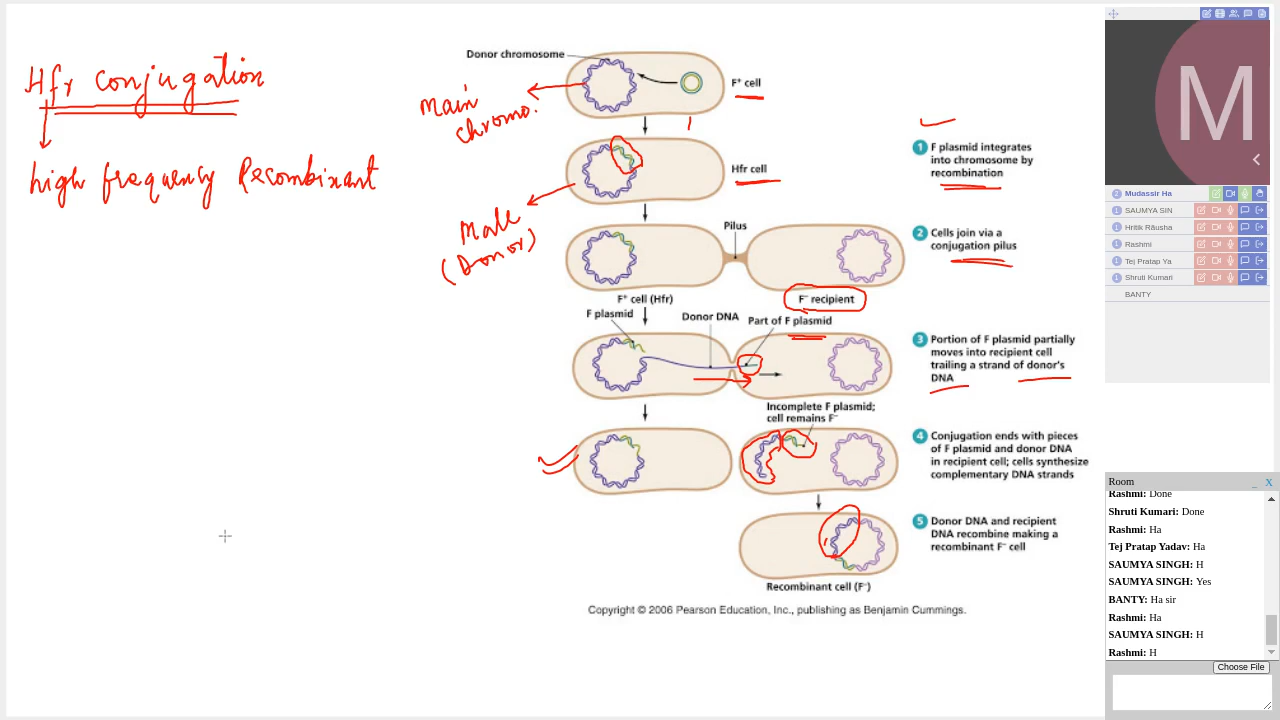 Hfr conjugation
high frequency Recombinant
Donor chromosome
F⁺ cell
Main
chromo.
Hfr cell
Male
(Donor)
1 F plasmid integrates
into chromosome by
recombination
Pilus
2 Cells join via a
conjugation pilus
F⁺ cell (Hfr)
F⁻ recipient
F plasmid
Donor DNA
Part of F plasmid
3 Portion of F plasmid partially
moves into recipient cell
trailing a strand of donor's
DNA
Incomplete F plasmid;
cell remains F⁻
4 Conjugation ends with pieces
of F plasmid and donor DNA
in recipient cell; cells synthesize
complementary DNA strands
5 Donor DNA and recipient
DNA recombine making a
recombinant F⁻ cell
Recombinant cell (F⁻)
Copyright © 2006 Pearson Education, Inc., publishing as Benjamin Cummings.
M
2 Mudassir Ha
1 SAUMYA SIN
1 Hritik Räusha
1 Rashmi
1 Tej Pratap Ya
1 Shruti Kumari
BANTY
Room _ X
Rashmi: Done
Shruti Kumari: Done
Rashmi: Ha
Tej Pratap Yadav: Ha
SAUMYA SINGH: H
SAUMYA SINGH: Yes
BANTY: Ha sir
Rashmi: Ha
SAUMYA SINGH: H
Rashmi: H
Choose File